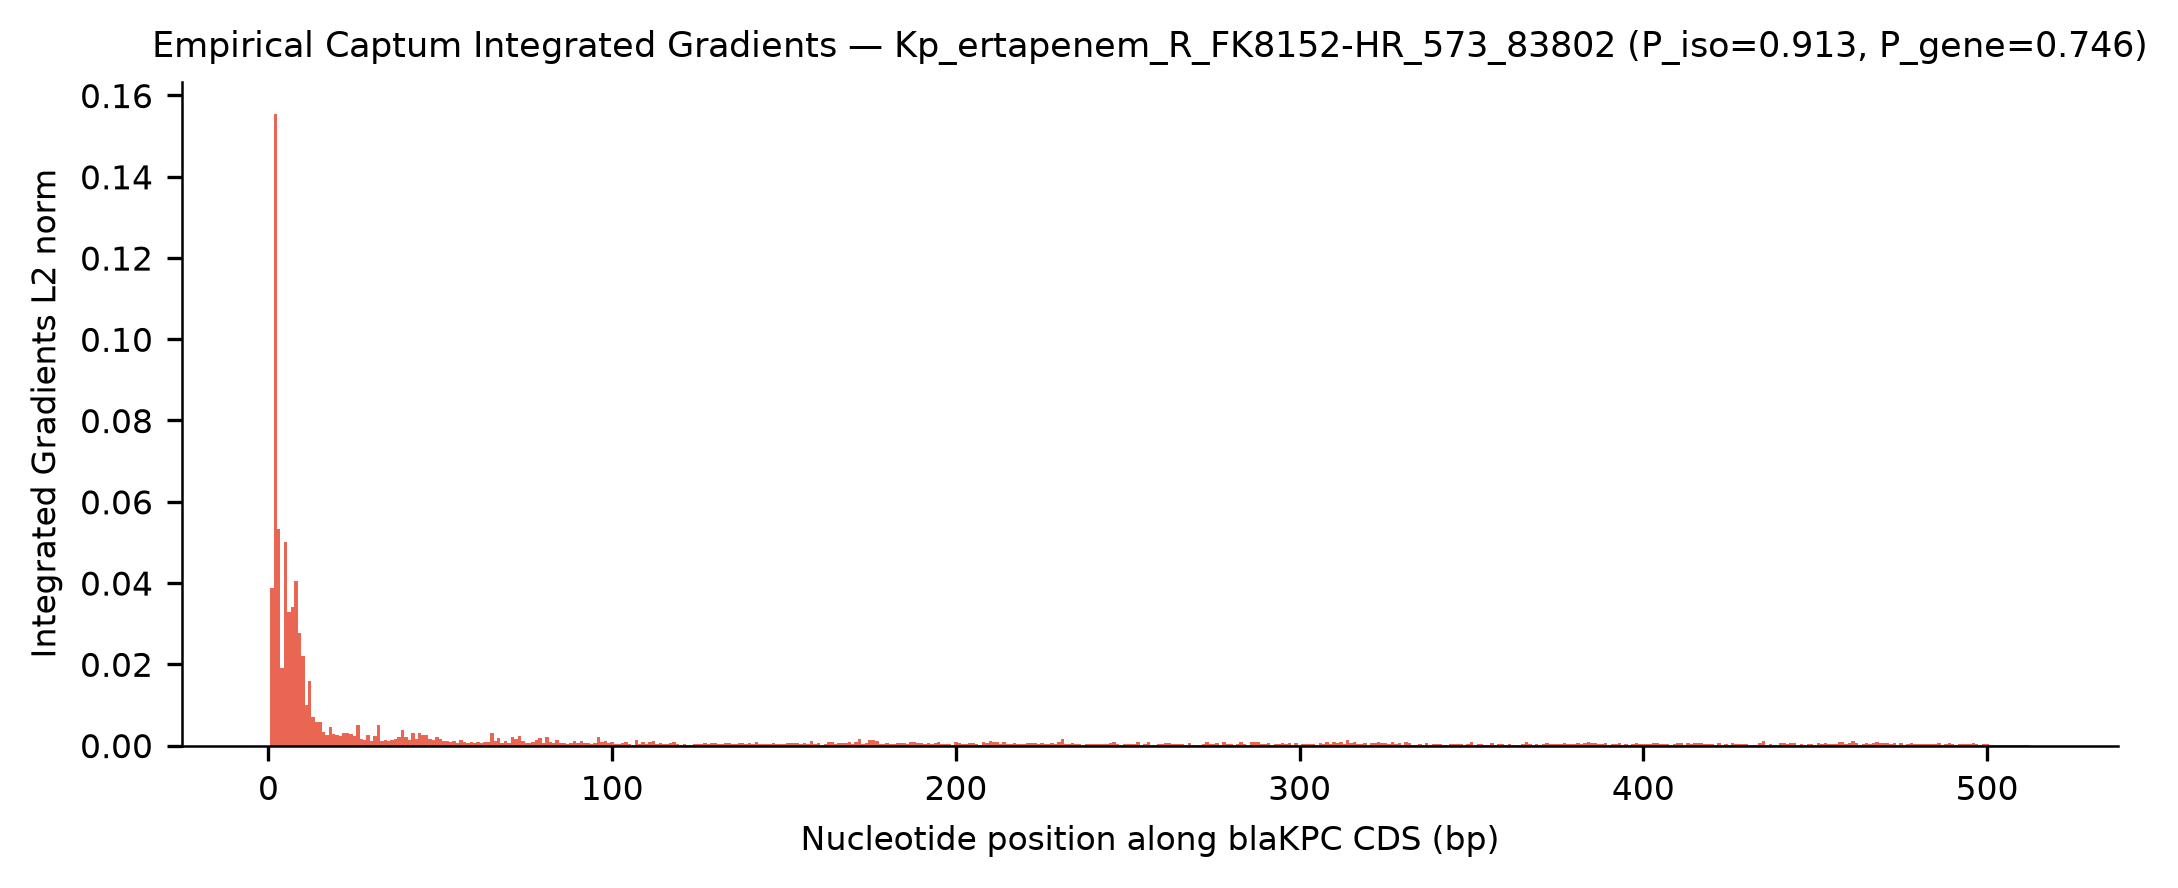 Empirical Captum Integrated Gradients — Kp_ertapenem_R_FK8152-HR_573_83802 (P_iso=0.913, P_gene=0.746)
Integrated Gradients L2 norm
0.16
0.14
0.12
0.10
0.08
0.06
0.04
0.02
0.00
0 100 200 300 400 500
Nucleotide position along blaKPC CDS (bp)